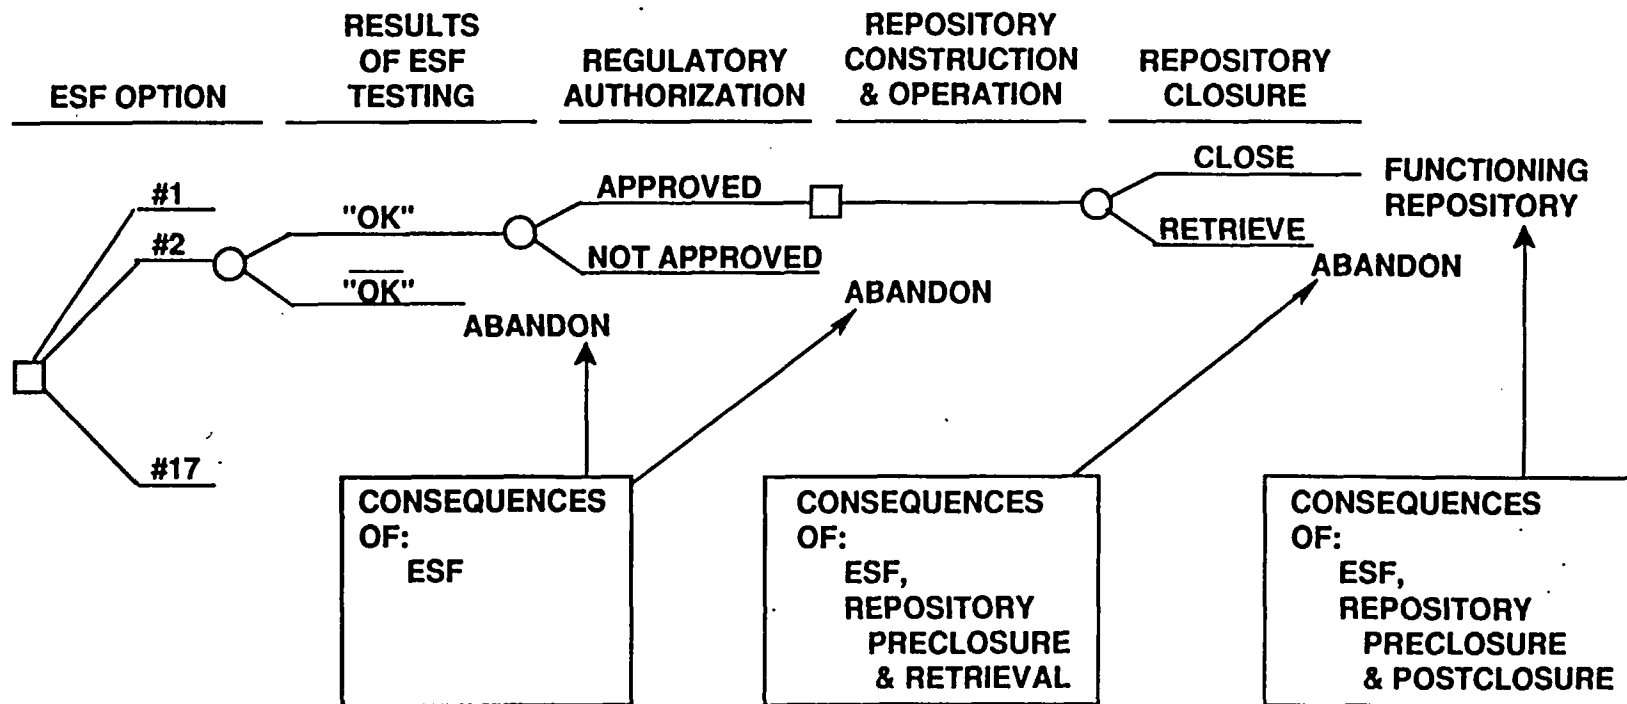 ESF OPTION
RESULTS
OF ESF
TESTING
REGULATORY
AUTHORIZATION
REPOSITORY
CONSTRUCTION
& OPERATION
REPOSITORY
CLOSURE
#1
#2
#17
"OK"
"O̅K̅"
ABANDON
APPROVED
NOT APPROVED
ABANDON
CLOSE
RETRIEVE
FUNCTIONING
REPOSITORY
ABANDON
CONSEQUENCES
OF:
ESF
CONSEQUENCES
OF:
ESF,
REPOSITORY
PRECLOSURE
& RETRIEVAL
CONSEQUENCES
OF:
ESF,
REPOSITORY
PRECLOSURE
& POSTCLOSURE